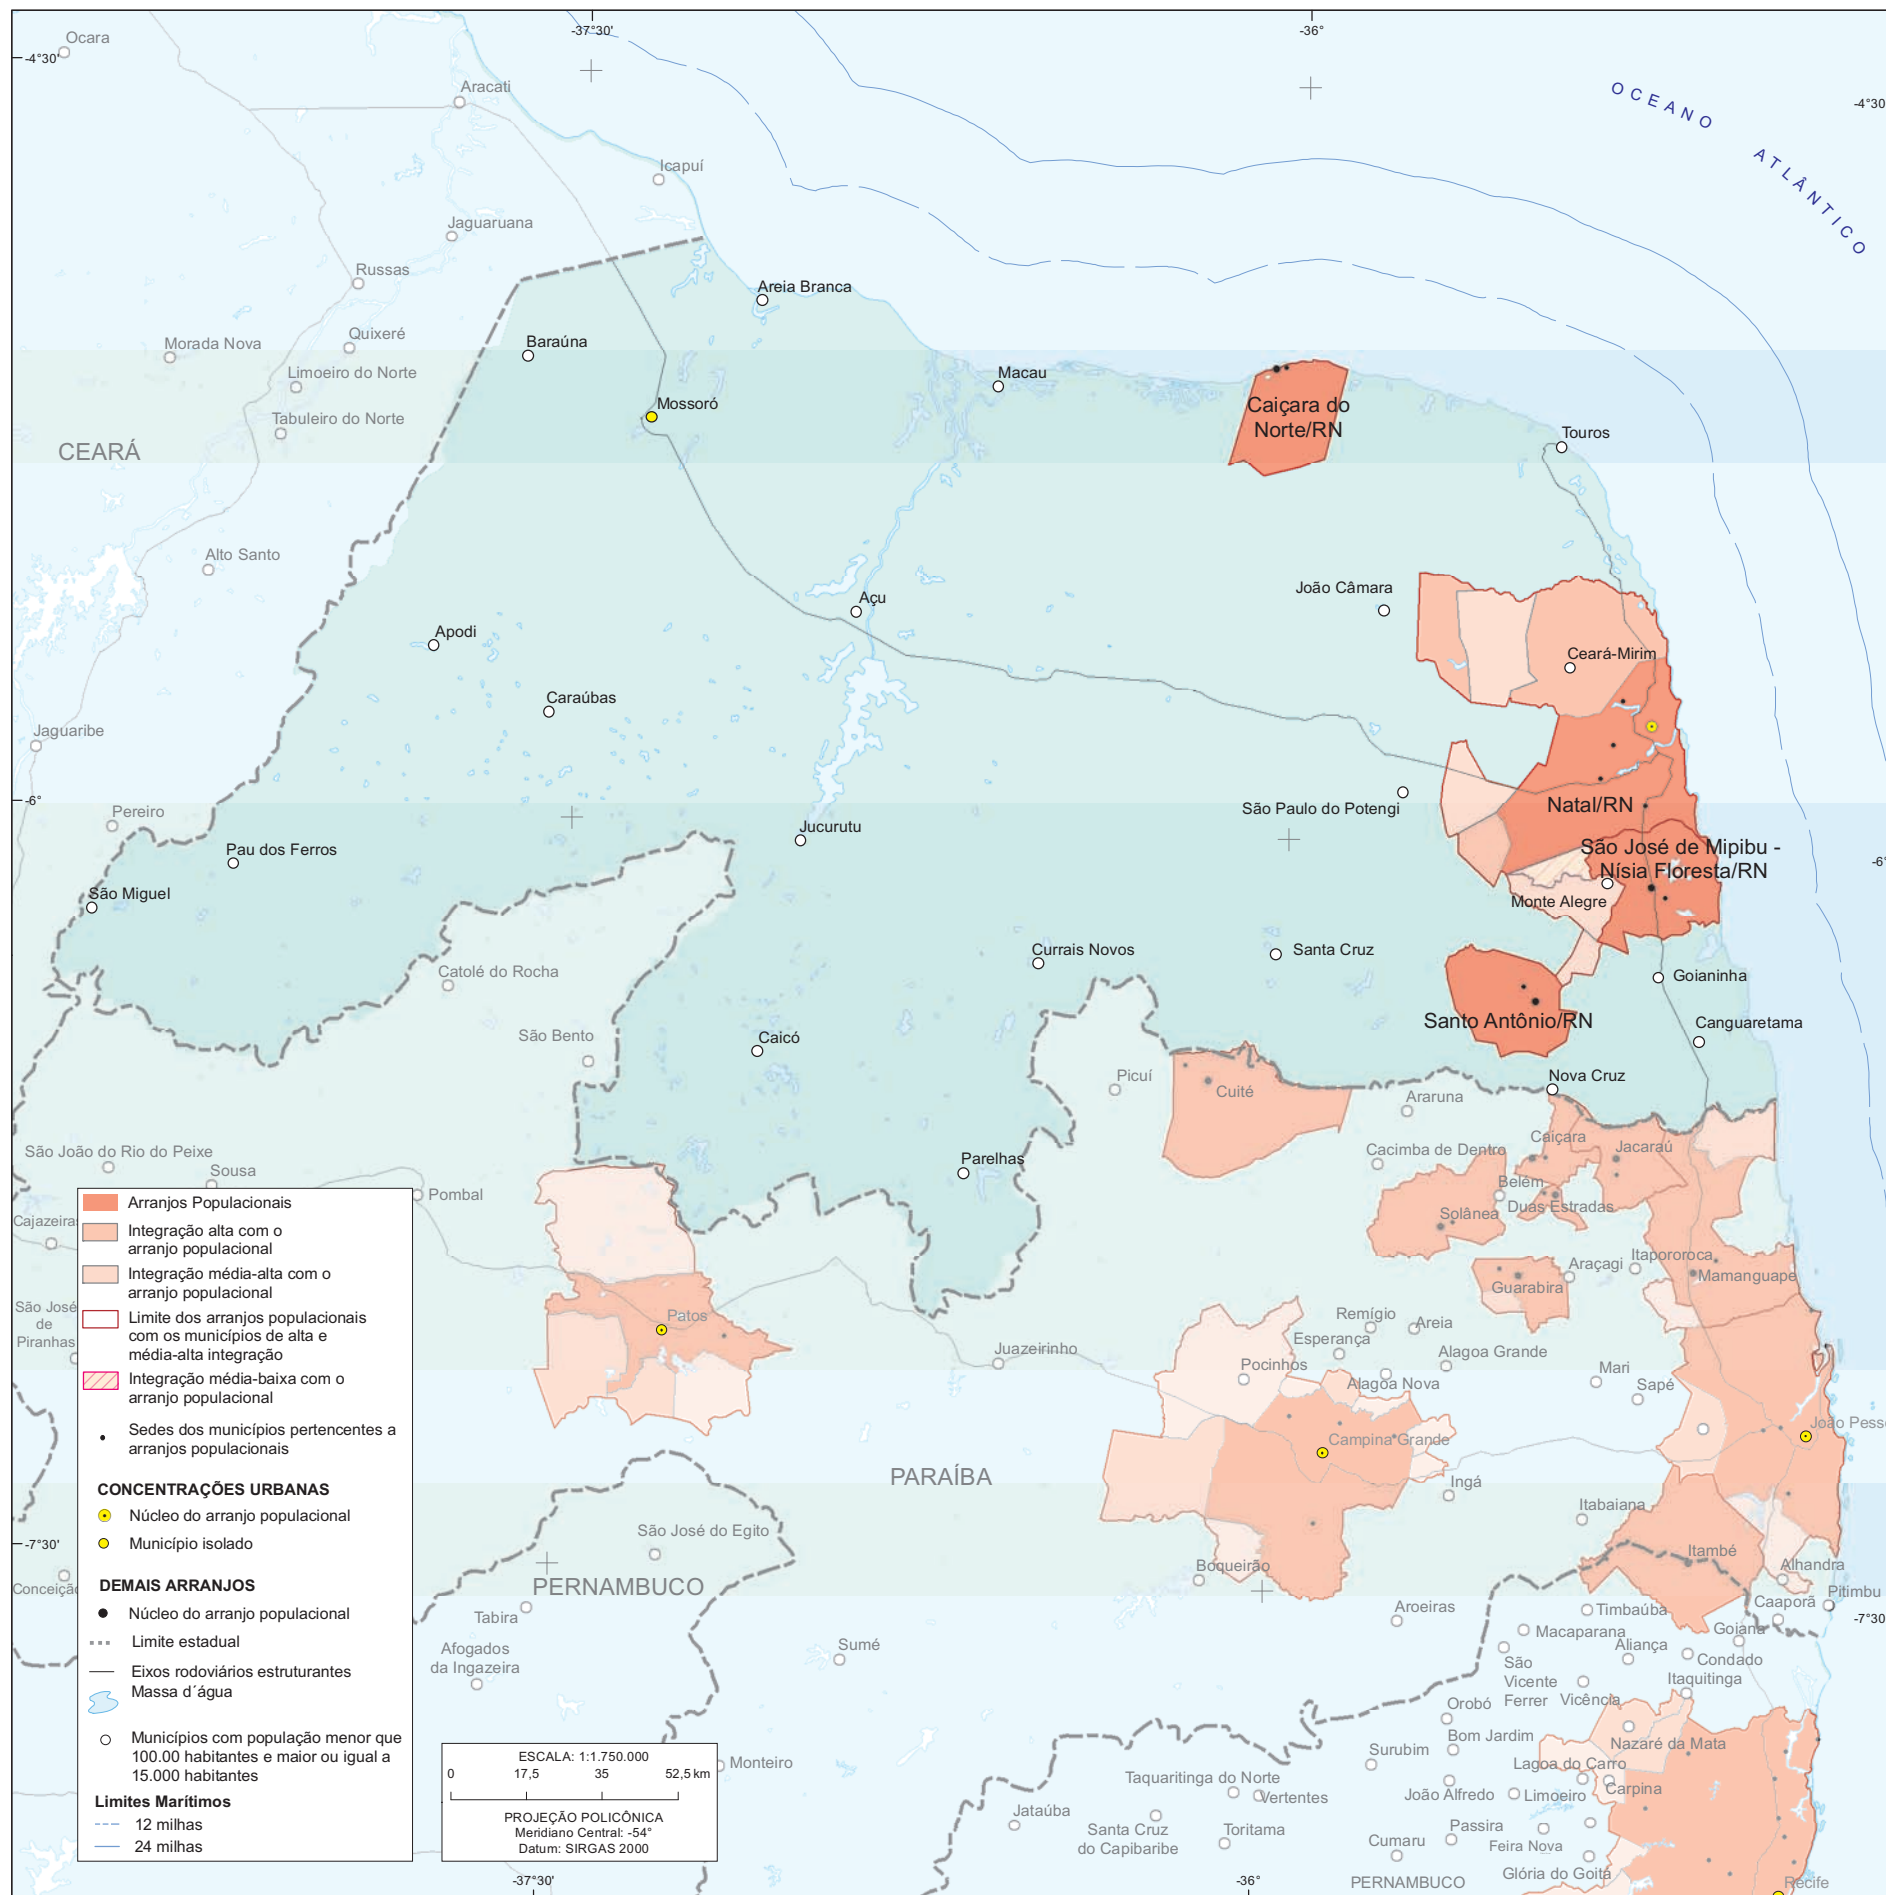 -37°30'
-36°
Ocara
-4°30'
-4°30
Aracati
OCEANO
ATLÂNTICO
Icapuí
Jaguaruana
Russas
Areia Branca
Quixeré
Baraúna
Morada Nova
Limoeiro do Norte
Macau
Mossoró
Caiçara do
Norte/RN
Tabuleiro do Norte
Touros
CEARÁ
Alto Santo
João Câmara
Açu
Apodi
Ceará-Mirim
Caraúbas
Jaguaribe
-6°
São Paulo do Potengi
Natal/RN
Pereiro
Jucurutu
Pau dos Ferros
São José de Mipibu -
Nísia Floresta/RN
-6°
São Miguel
Monte Alegre
Currais Novos
Santa Cruz
Catolé do Rocha
Goianinha
Santo Antônio/RN
Canguaretama
São Bento
Caicó
Picuí
Cuité
Nova Cruz
Araruna
Caiçara
Jacaraú
Cacimba de Dentro
São João do Rio do Peixe
Sousa
Parelhas
Belém
Duas Estradas
Solânea
Pombal
Cajazeiras
Araçagi
Itapororoca
Mamanguape
Guarabira
São José
de
Piranhas
Patos
Remígio
Areia
Esperança
Juazeirinho
Pocinhos
Alagoa Grande
Alagoa Nova
Mari
Sapé
João Pesso
Campina Grande
PARAÍBA
Ingá
Itabaiana
São José do Egito
Itambé
-7°30'
Conceição
PERNAMBUCO
Boqueirão
Alhandra
Pitimbu
Caaporã
-7°30
Tabira
Aroeiras
Timbaúba
Goiana
Macaparana
Aliança
Condado
Afogados
da Ingazeira
Sumé
São
Vicente
Ferrer
Itaquitinga
Vicência
Orobó
Bom Jardim
Nazaré da Mata
Surubim
Lagoa do Carro
Monteiro
Taquaritinga do Norte
Vertentes
João Alfredo
Limoeiro
Carpina
Jataúba
Santa Cruz
do Capibaribe
Toritama
Passira
Cumaru
Feira Nova
Glória do Goitá
PERNAMBUCO
Recife
-37°30'
-36°
Arranjos Populacionais
Integração alta com o
arranjo populacional
Integração média-alta com o
arranjo populacional
Limite dos arranjos populacionais
com os municípios de alta e
média-alta integração
Integração média-baixa com o
arranjo populacional
Sedes dos municípios pertencentes a
arranjos populacionais
CONCENTRAÇÕES URBANAS
Núcleo do arranjo populacional
Município isolado
DEMAIS ARRANJOS
Núcleo do arranjo populacional
Limite estadual
Eixos rodoviários estruturantes
Massa d´água
Municípios com população menor que
100.00 habitantes e maior ou igual a
15.000 habitantes
Limites Marítimos
12 milhas
24 milhas
ESCALA: 1:1.750.000
0 17,5 35 52,5 km
PROJEÇÃO POLICÔNICA
Meridiano Central: -54°
Datum: SIRGAS 2000